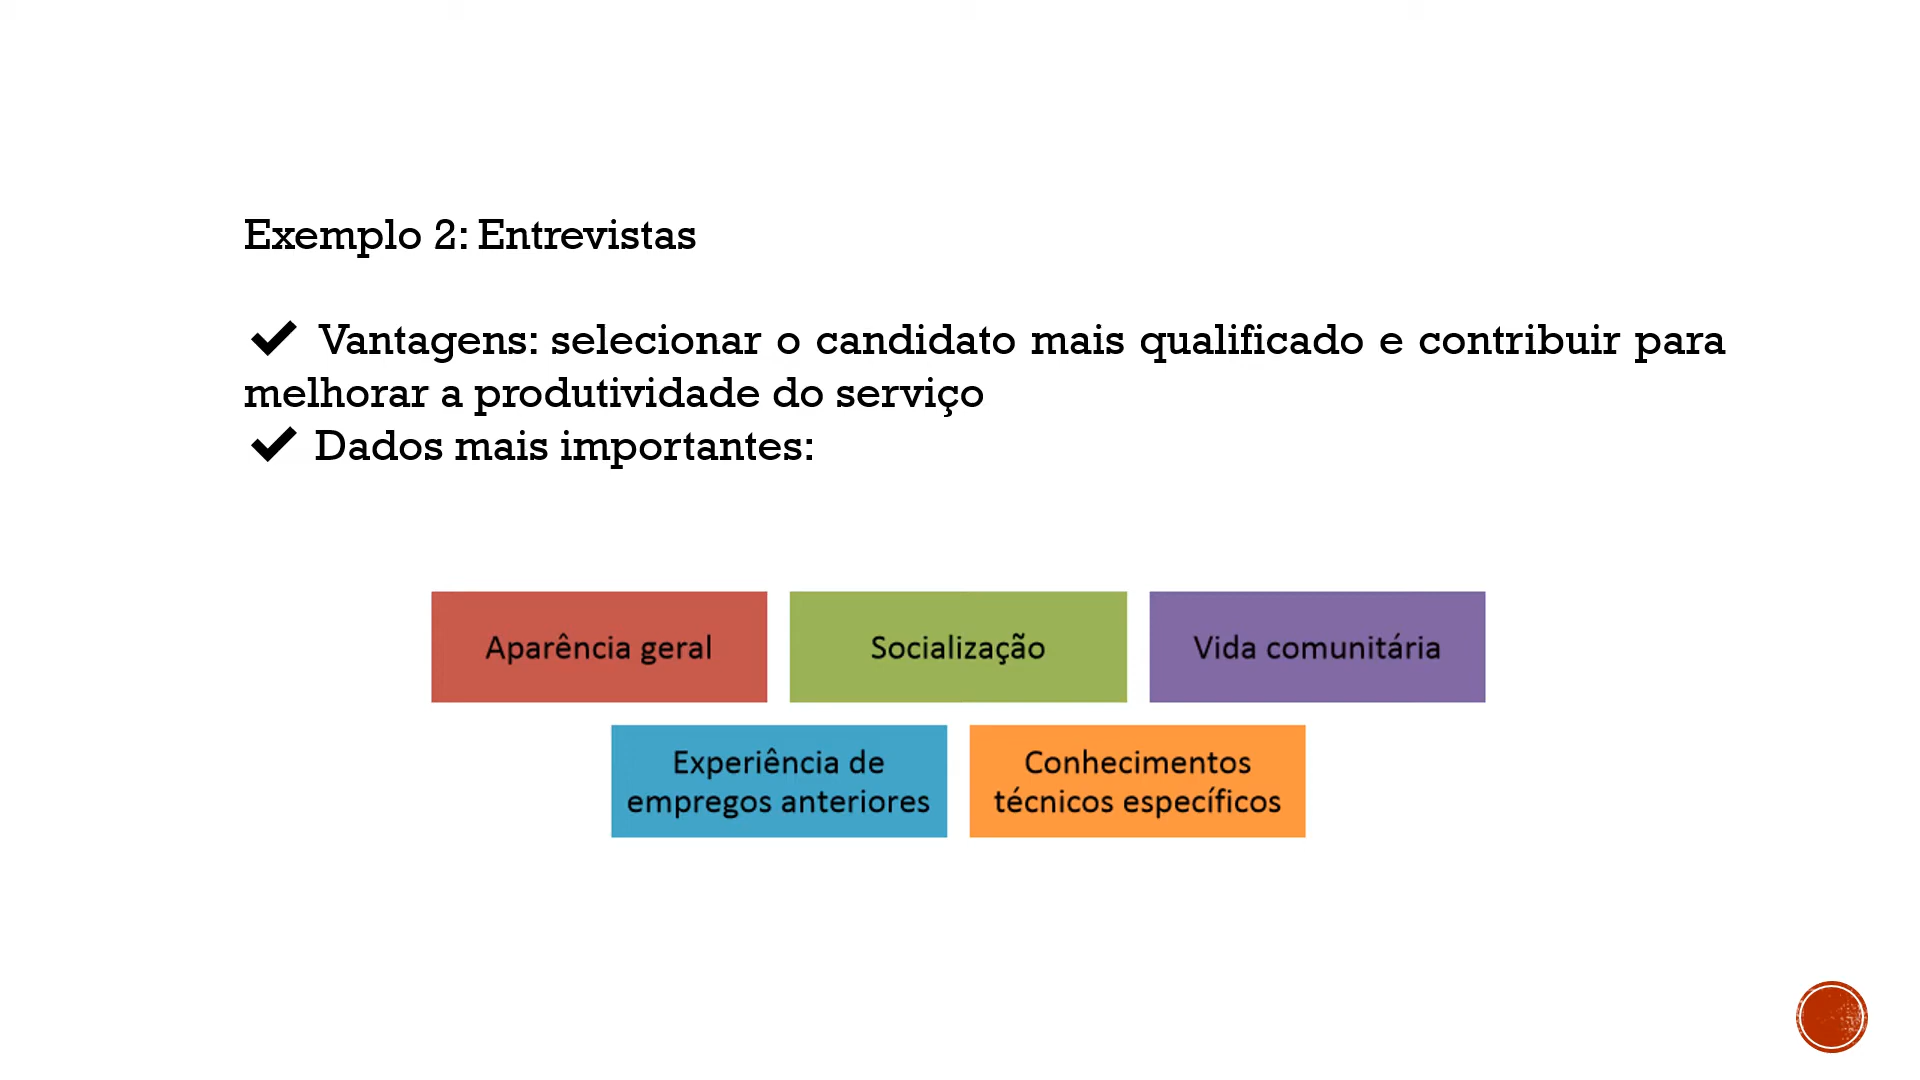 Exemplo 2: Entrevistas
✔ Vantagens: selecionar o candidato mais qualificado e contribuir para
melhorar a produtividade do serviço
✔ Dados mais importantes:
Aparência geral
Socialização
Vida comunitária
Experiência de
empregos anteriores
Conhecimentos
técnicos específicos